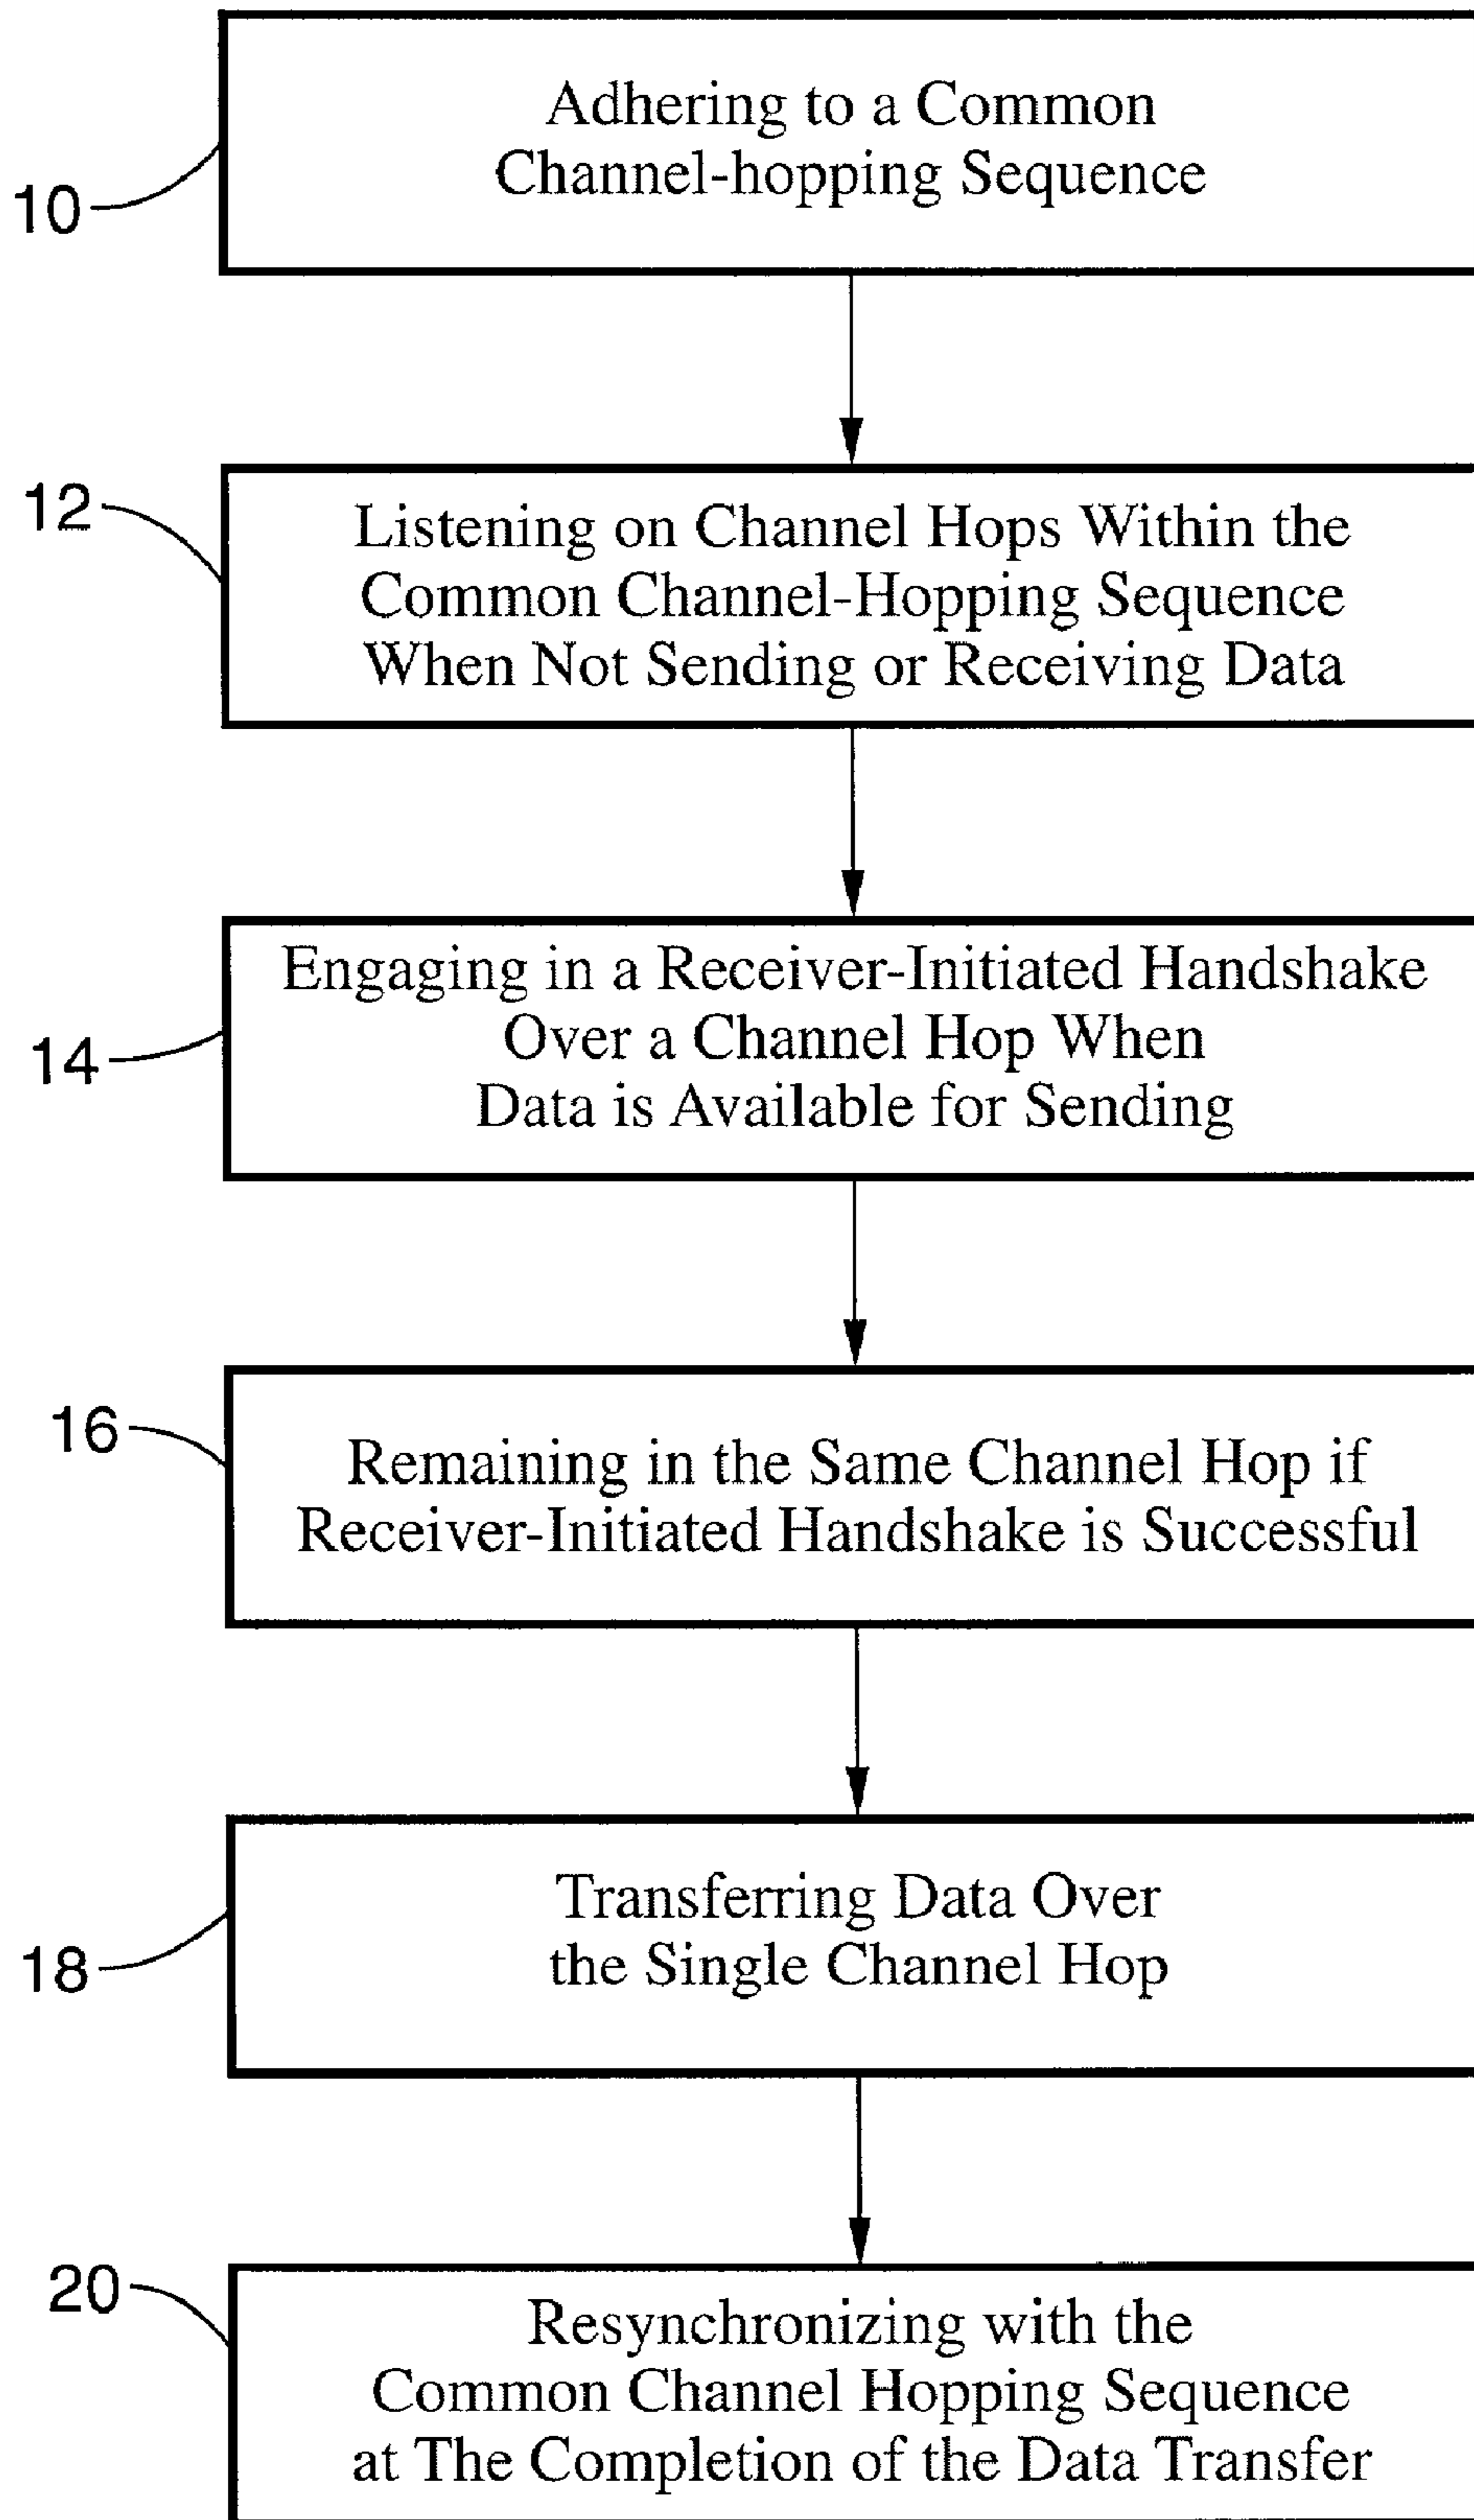 Adhering to a Common
Channel-hopping Sequence
10
12
Listening on Channel Hops Within the
Common Channel-Hopping Sequence
When Not Sending or Receiving Data
Engaging in a Receiver-Initiated Handshake
Over a Channel Hop When
Data is Available for Sending
14
16
Remaining in the Same Channel Hop if
Receiver-Initiated Handshake is Successful
Transferring Data Over
the Single Channel Hop
18
20
Resynchronizing with the
Common Channel Hopping Sequence
at The Completion of the Data Transfer